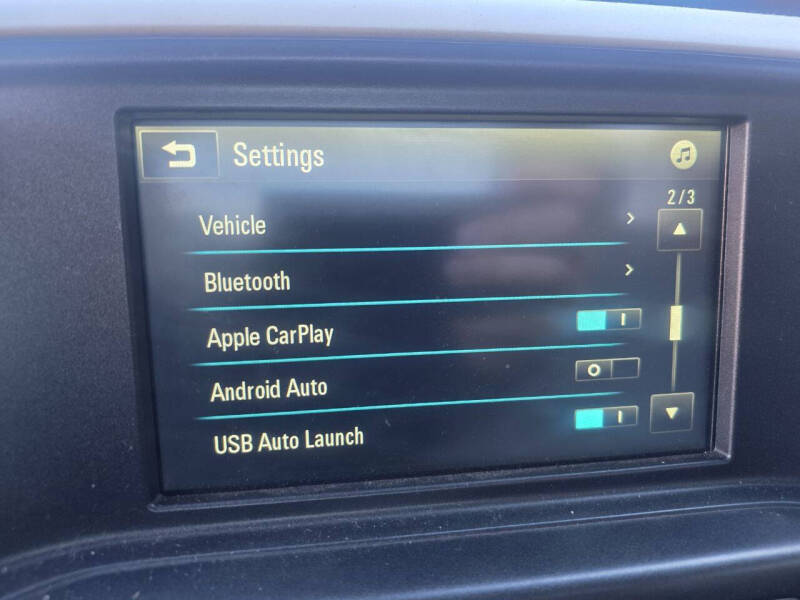 Settings
2/3
Vehicle
Bluetooth
Apple CarPlay
Android Auto
USB Auto Launch